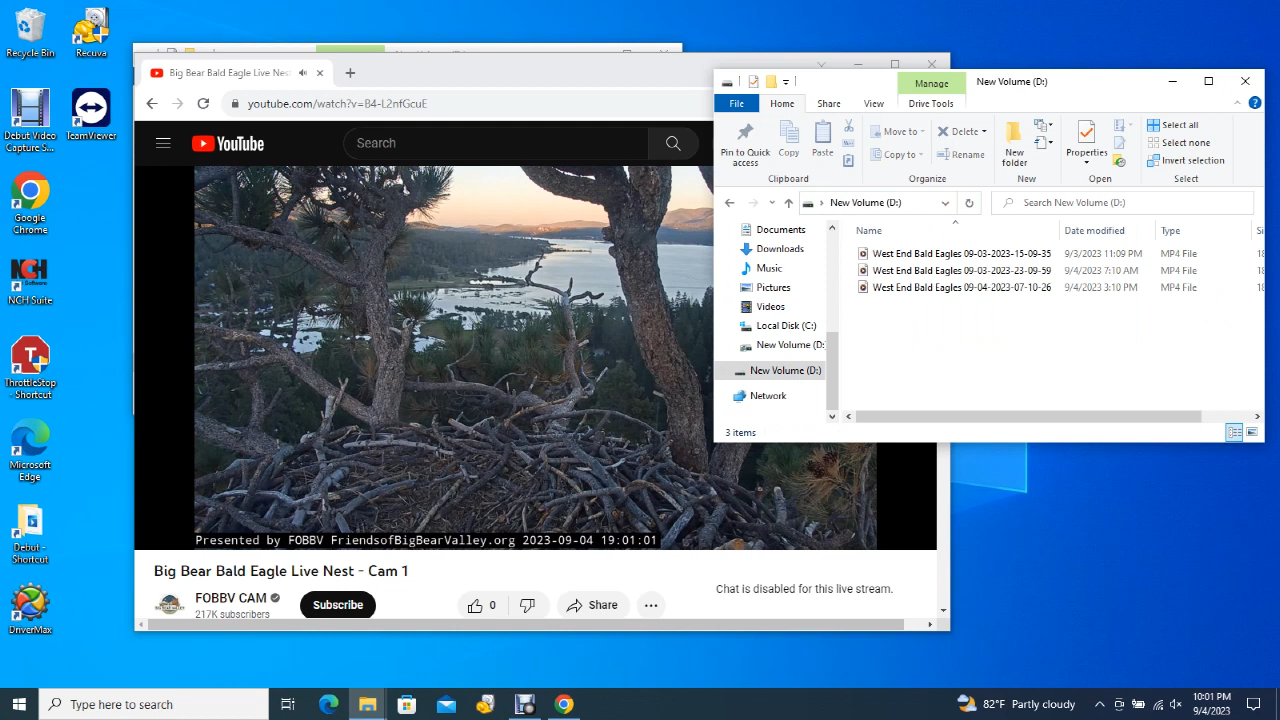 Recycle Bin
Recuva
Debut Video
Capture S...
TeamViewer
Google
Chrome
NCH Suite
ThrottleStop
- Shortcut
Microsoft
Edge
Debut -
Shortcut
DriverMax
Big Bear Bald Eagle Live Nest
youtube.com/watch?v=B4-L2nfGcuE
YouTube
Search
Presented by FOBBV FriendsofBigBearValley.org 2023-09-04 19:01:01
Big Bear Bald Eagle Live Nest - Cam 1
FOBBV CAM
217K subscribers
Subscribe
0
Share
Chat is disabled for this live stream.
Manage
New Volume (D:)
File
Home
Share
View
Drive Tools
Pin to Quick
access
Copy
Paste
Move to
Copy to
Delete
Rename
New
folder
Properties
Select all
Select none
Invert selection
Clipboard
Organize
New
Open
Select
New Volume (D:)
Search New Volume (D:)
Documents
Downloads
Music
Pictures
Videos
Local Disk (C:)
New Volume (D:
New Volume (D:)
Network
Name
Date modified
Type
Si
West End Bald Eagles 09-03-2023-15-09-35 9/3/2023 11:09 PM MP4 File 18
West End Bald Eagles 09-03-2023-23-09-59 9/4/2023 7:10 AM MP4 File 18
West End Bald Eagles 09-04-2023-07-10-26 9/4/2023 3:10 PM MP4 File 18
3 items
Type here to search
82°F Partly cloudy
10:01 PM
9/4/2023